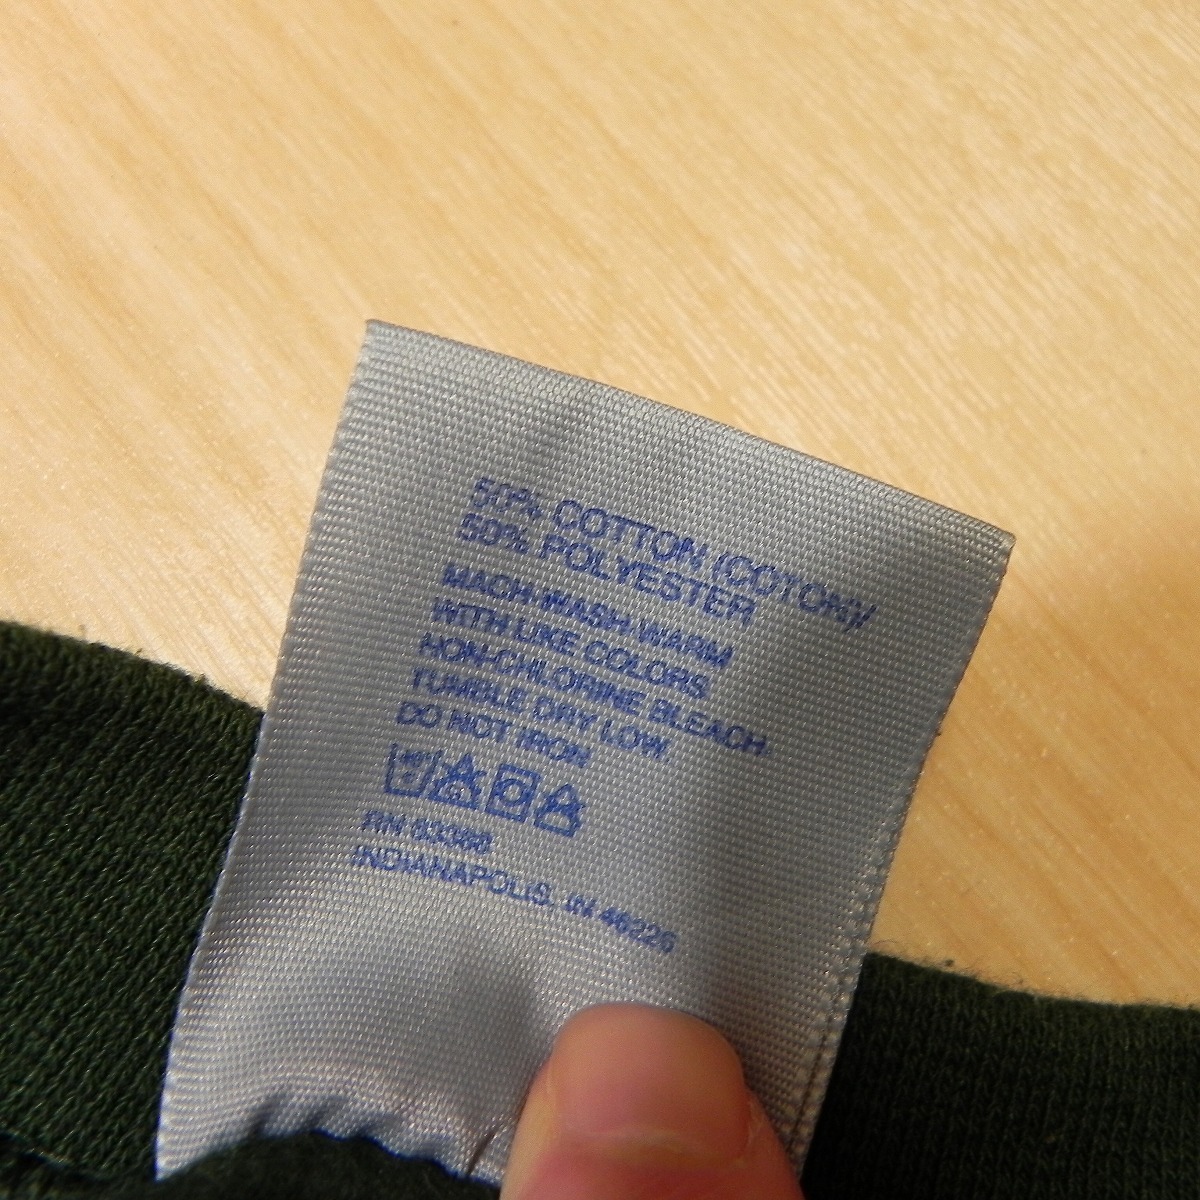 50% COTTON (COTON)/
50% POLYESTER
MACH-WASH-WARM
WITH LIKE COLORS
NON-CHLORINE BLEACH
TUMBLE DRY LOW
DO NOT IRON
RN 93388
INDIANAPOLIS, IN 46226